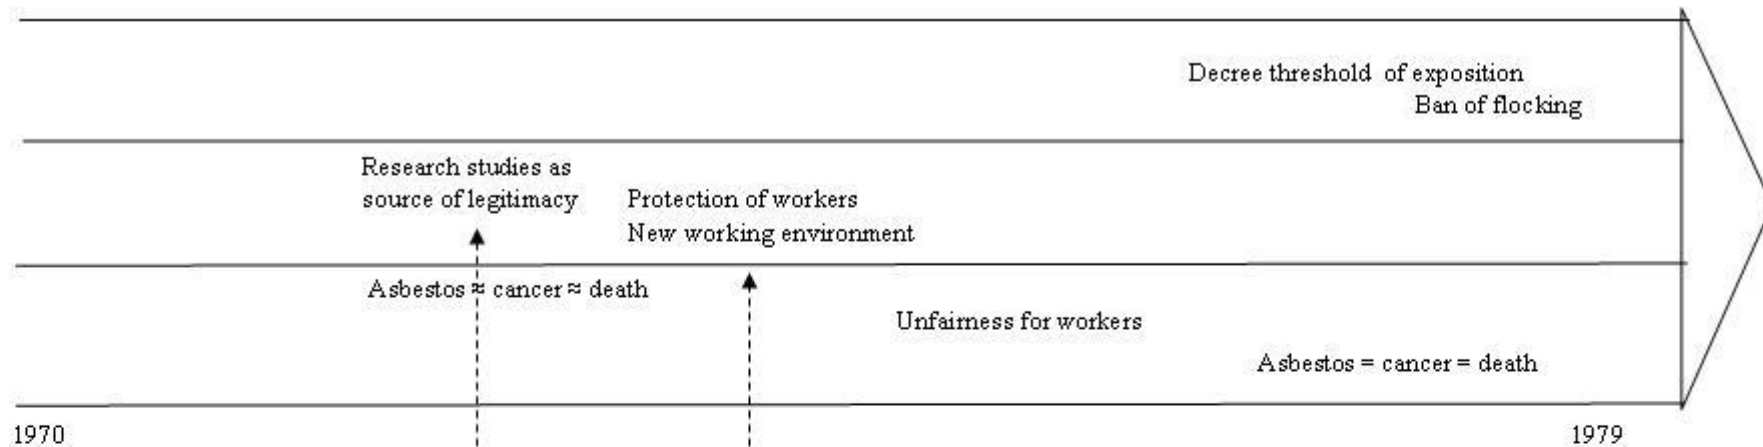 Decree threshold of exposition
Ban of flocking
Research studies as
source of legitimacy
Protection of workers
New working environment
Asbestos ≈ cancer ≈ death
Unfairness for workers
Asbestos = cancer = death
1970
1979